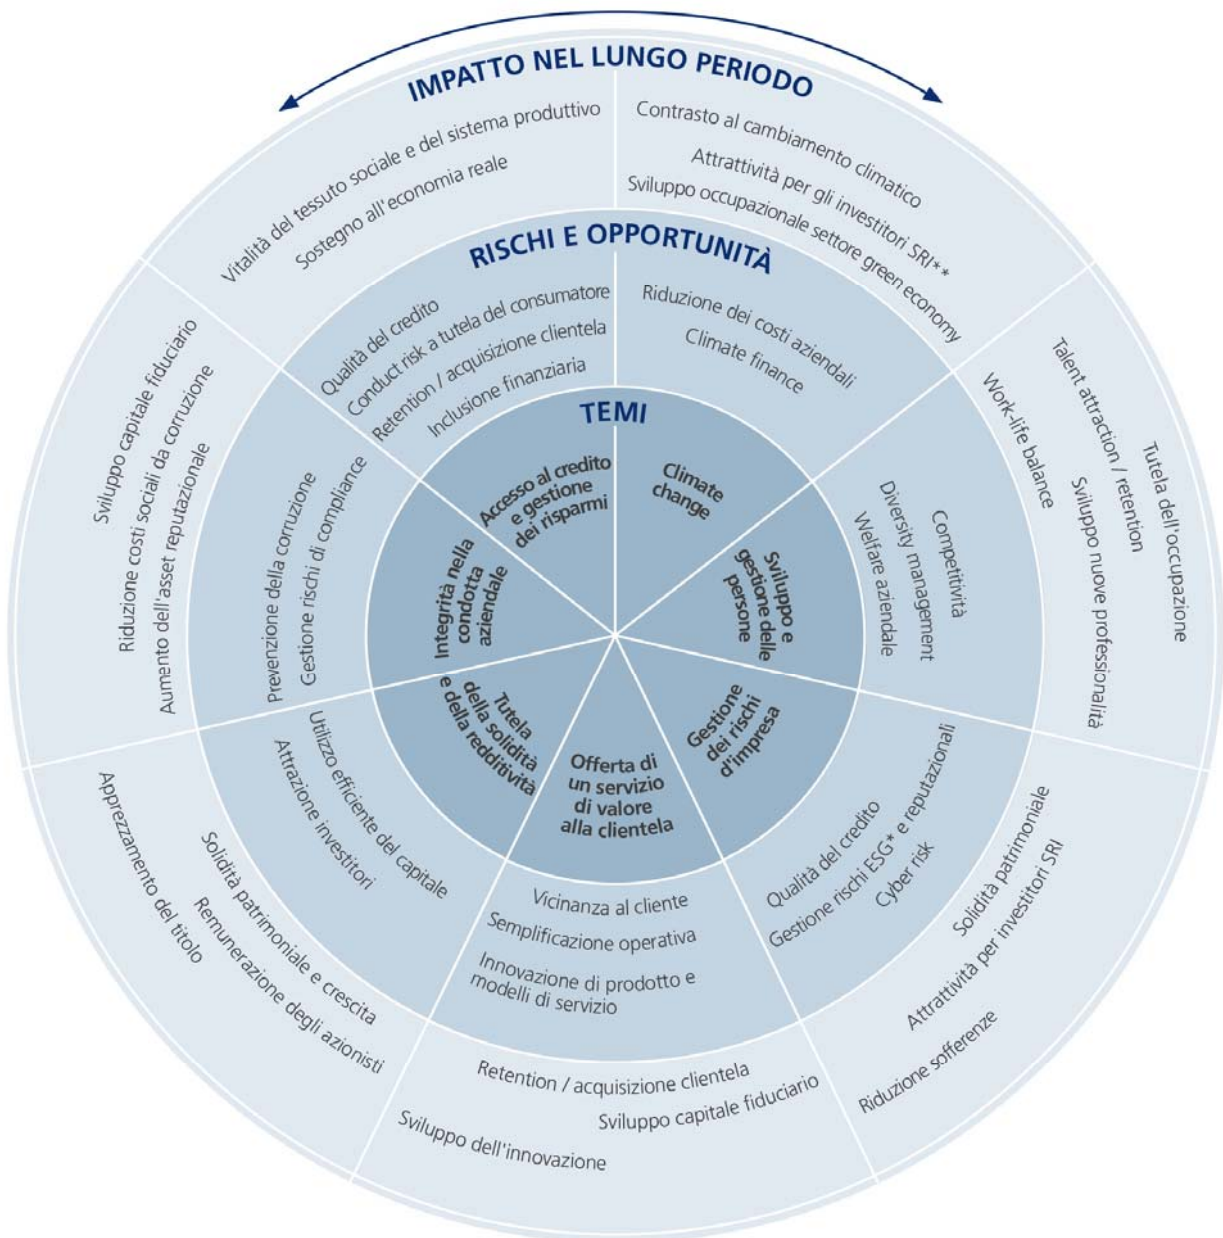 IMPATTO NEL LUNGO PERIODO
Vitalità del tessuto sociale e del sistema produttivo
Sostegno all'economia reale
Contrasto al cambiamento climatico
Attrattività per gli investitori SRI**
Sviluppo occupazionale settore green economy
Tutela dell'occupazione
Talent attraction / retention
Sviluppo nuove professionalità
Work-life balance
Solidità patrimoniale
Attrattività per investitori SRI
Riduzione sofferenze
Retention / acquisizione clientela
Sviluppo capitale fiduciario
Sviluppo dell'innovazione
Solidità patrimoniale e crescita
Remunerazione degli azionisti
Apprezzamento del titolo
Sviluppo capitale fiduciario
Riduzione costi sociali da corruzione
Aumento dell'asset reputazionale
RISCHI E OPPORTUNITÀ
Qualità del credito
Conduct risk a tutela del consumatore
Retention / acquisizione clientela
Inclusione finanziaria
Riduzione dei costi aziendali
Climate finance
Competitività
Diversity management
Welfare aziendale
Qualità del credito
Gestione rischi ESG* e reputazionali
Cyber risk
Vicinanza al cliente
Semplificazione operativa
Innovazione di prodotto e
modelli di servizio
Utilizzo efficiente del capitale
Attrazione investitori
Prevenzione della corruzione
Gestione rischi di compliance
TEMI
Accesso al credito
e gestione
dei risparmi
Climate
change
Sviluppo e
gestione delle
persone
Gestione
dei rischi
d'impresa
Offerta di
un servizio
di valore
alla clientela
Tutela
della solidità
e della redditività
Integrità nella
condotta
aziendale